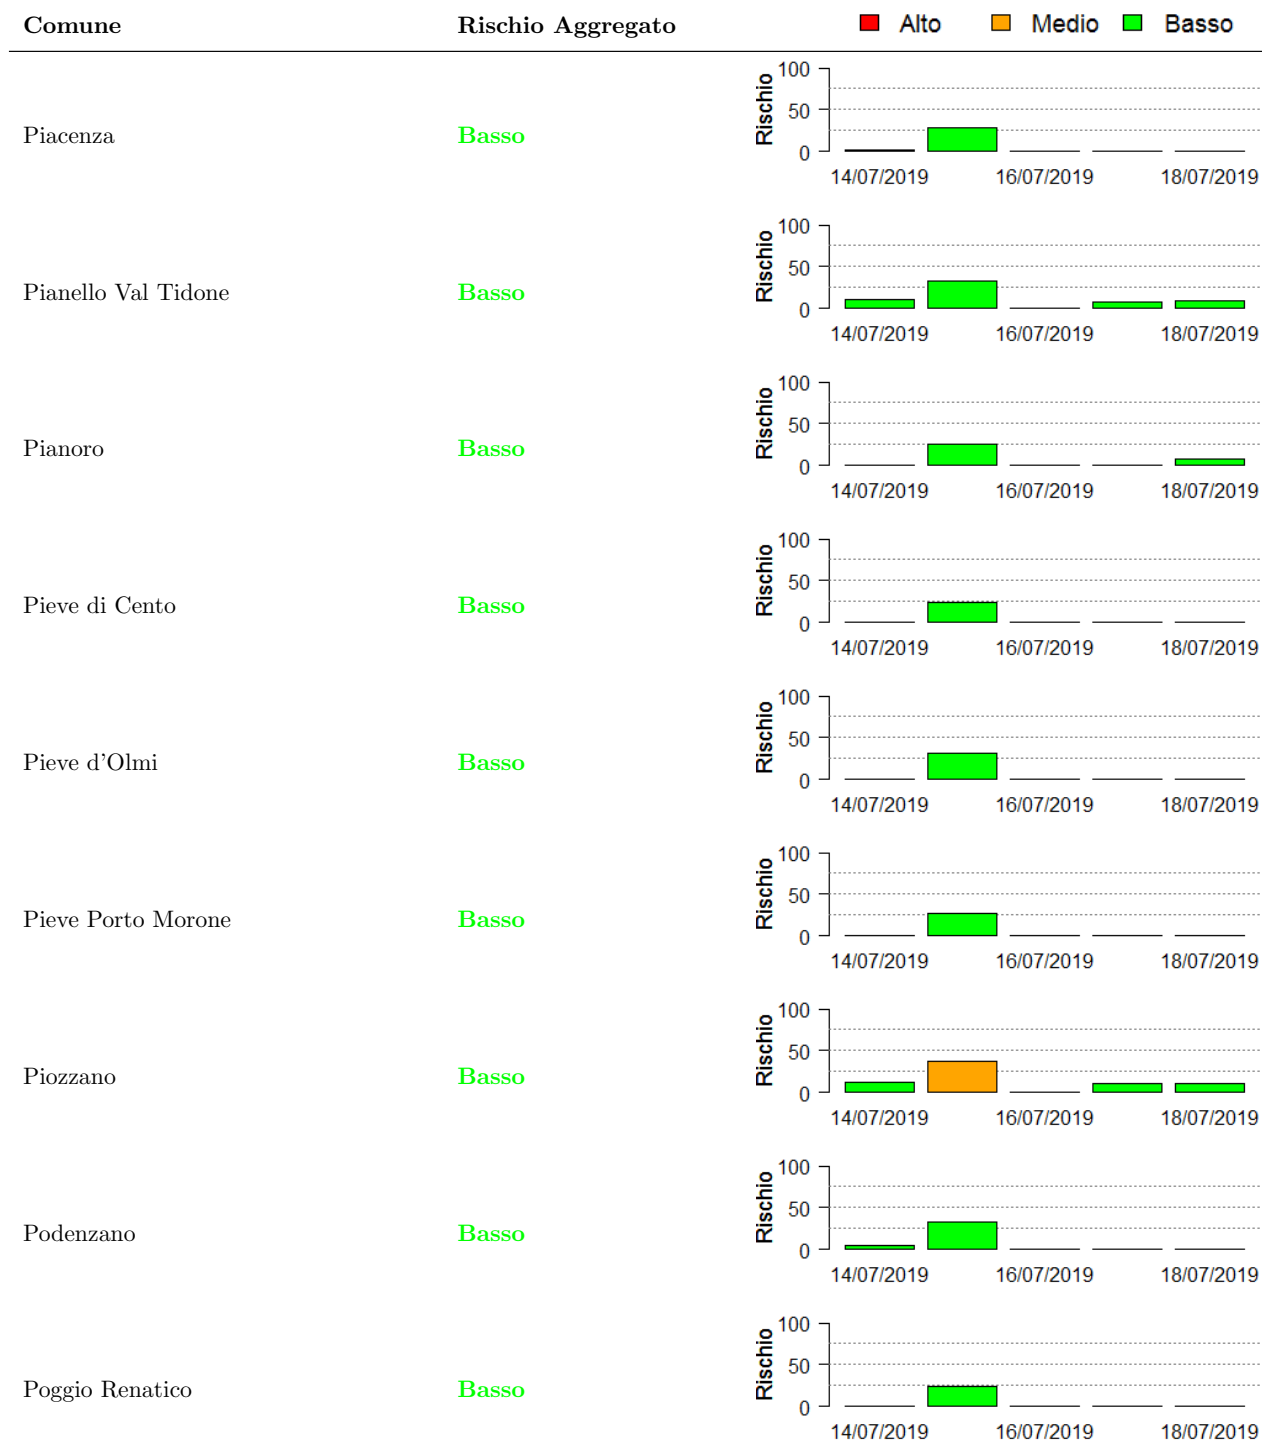 Comune Rischio Aggregato Alto Medio Basso
Piacenza Basso Rischio 100 50 0
14/07/2019 16/07/2019 18/07/2019
Pianello Val Tidone Basso Rischio 100 50 0
14/07/2019 16/07/2019 18/07/2019
Pianoro Basso Rischio 100 50 0
14/07/2019 16/07/2019 18/07/2019
Pieve di Cento Basso Rischio 100 50 0
14/07/2019 16/07/2019 18/07/2019
Pieve d'Olmi Basso Rischio 100 50 0
14/07/2019 16/07/2019 18/07/2019
Pieve Porto Morone Basso Rischio 100 50 0
14/07/2019 16/07/2019 18/07/2019
Piozzano Basso Rischio 100 50 0
14/07/2019 16/07/2019 18/07/2019
Podenzano Basso Rischio 100 50 0
14/07/2019 16/07/2019 18/07/2019
Poggio Renatico Basso Rischio 100 50 0
14/07/2019 16/07/2019 18/07/2019